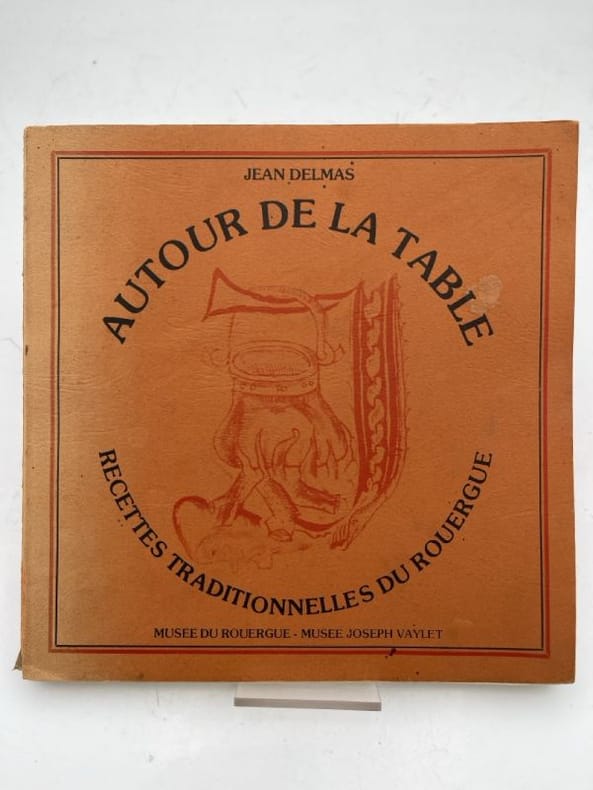 JEAN DELMAS
AUTOUR DE LA TABLE
RECETTES TRADITIONNELLES DU ROUERGUE
MUSEE DU ROUERGUE - MUSEE JOSEPH VAYLET